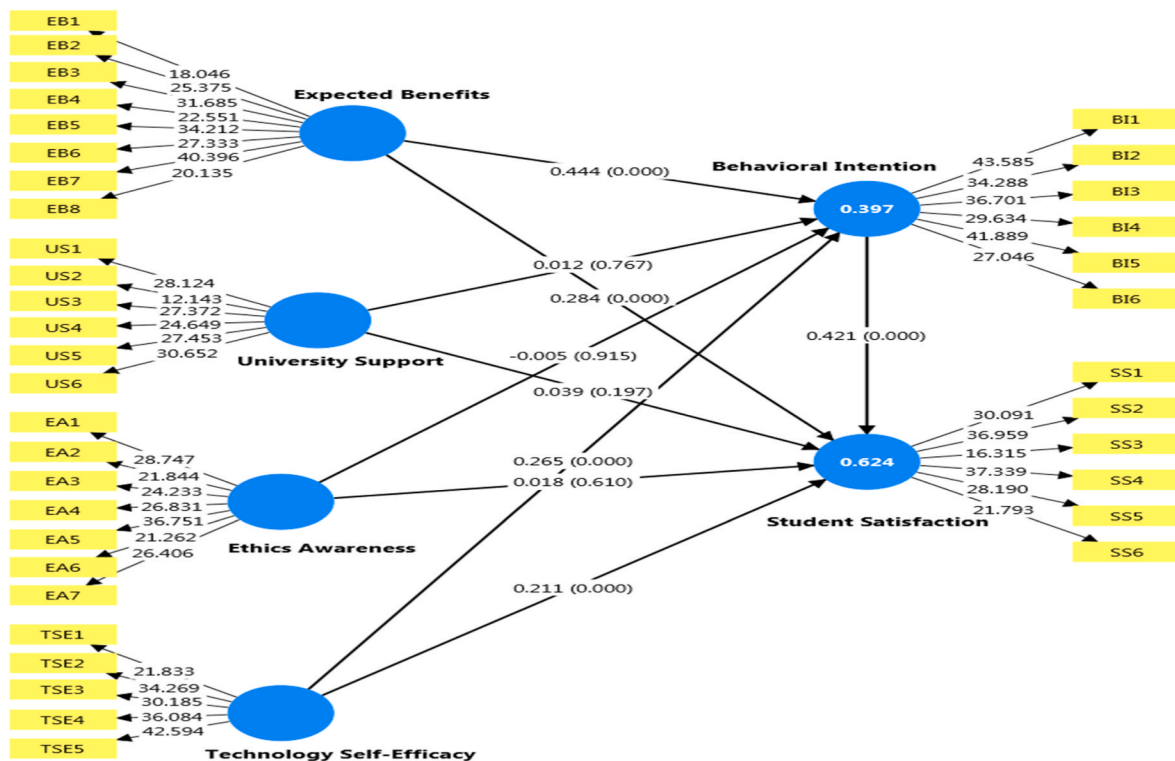 EB1
EB2
EB3
EB4
EB5
EB6
EB7
EB8
18.046
25.375
31.685
22.551
34.212
27.333
40.396
20.135
Expected Benefits
US1
US2
US3
US4
US5
US6
28.124
12.143
27.372
24.649
27.453
30.652
University Support
EA1
EA2
EA3
EA4
EA5
EA6
EA7
28.747
21.844
24.233
26.831
36.751
21.262
26.406
Ethics Awareness
TSE1
TSE2
TSE3
TSE4
TSE5
21.833
34.269
30.185
36.084
42.594
Technology Self-Efficacy
0.444 (0.000)
0.012 (0.767)
0.284 (0.000)
-0.005 (0.915)
0.039 (0.197)
0.265 (0.000)
0.018 (0.610)
0.211 (0.000)
Behavioral Intention
0.397
0.421 (0.000)
0.624
Student Satisfaction
43.585
34.288
36.701
29.634
41.889
27.046
BI1
BI2
BI3
BI4
BI5
BI6
30.091
36.959
16.315
37.339
28.190
21.793
SS1
SS2
SS3
SS4
SS5
SS6